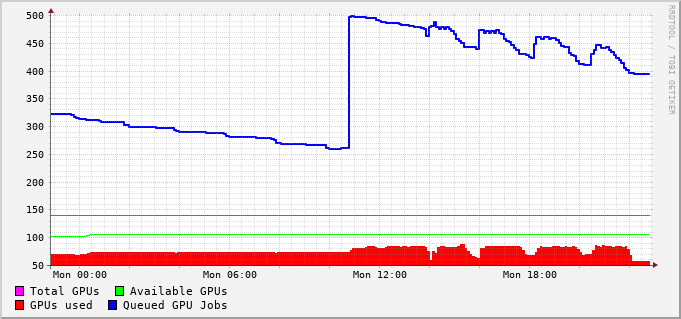 500
450
400
350
300
250
200
150
100
50
Mon 00:00 Mon 06:00 Mon 12:00 Mon 18:00
Total GPUs Available GPUs
GPUs used Queued GPU Jobs
RRDTOOL / TOBI OETIKER